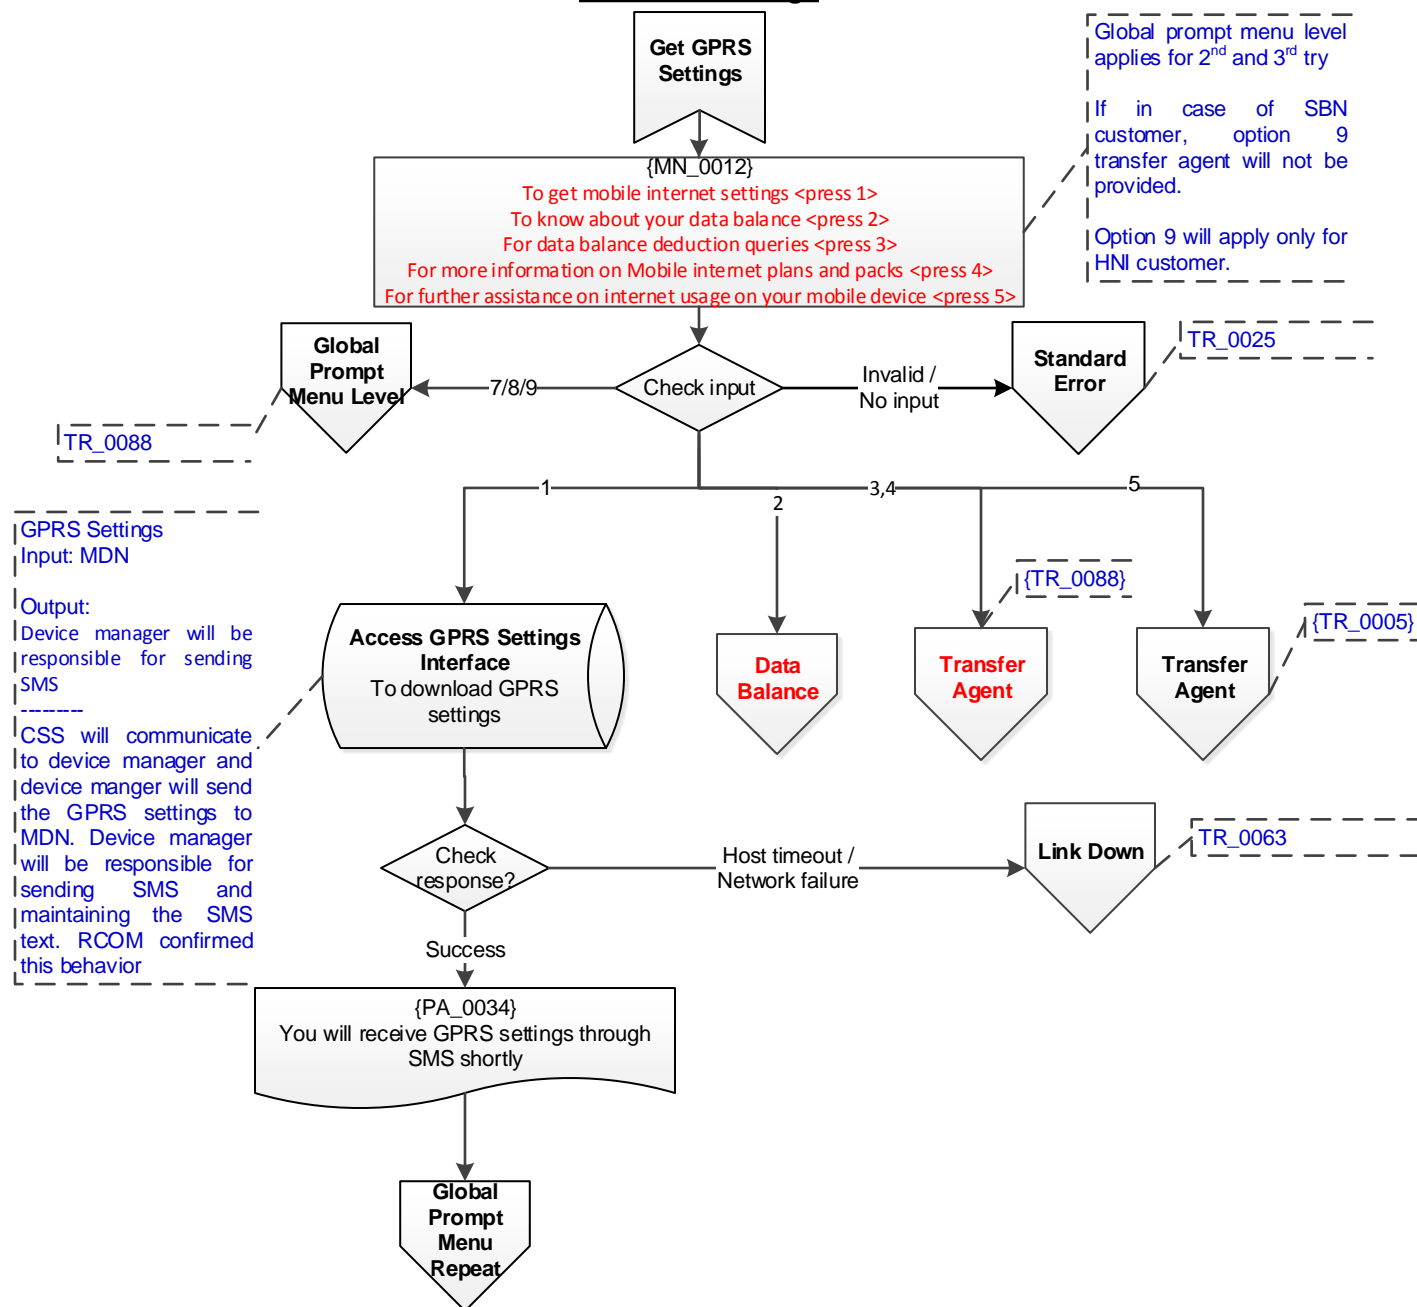 Get GPRS
Settings
Global prompt menu level
applies for 2nd and 3rd try
If in case of SBN
customer, option 9
transfer agent will not be
provided.
Option 9 will apply only for
HNI customer.
{MN_0012}
To get mobile internet settings <press 1>
To know about your data balance <press 2>
For data balance deduction queries <press 3>
For more information on Mobile internet plans and packs <press 4>
For further assistance on internet usage on your mobile device <press 5>
Global
Prompt
Menu Level
7/8/9
Check input
Invalid /
No input
Standard
Error
TR_0025
TR_0088
1
2
3,4
5
GPRS Settings
Input: MDN
Output:
Device manager will be
responsible for sending
SMS
---------
CSS will communicate
to device manager and
device manger will send
the GPRS settings to
MDN. Device manager
will be responsible for
sending SMS and
maintaining the SMS
text. RCOM confirmed
this behavior
{TR_0088}
{TR_0005}
Access GPRS Settings
Interface
To download GPRS
settings
Data
Balance
Transfer
Agent
Transfer
Agent
Check
response?
Host timeout /
Network failure
Link Down
TR_0063
Success
{PA_0034}
You will receive GPRS settings through
SMS shortly
Global
Prompt
Menu
Repeat